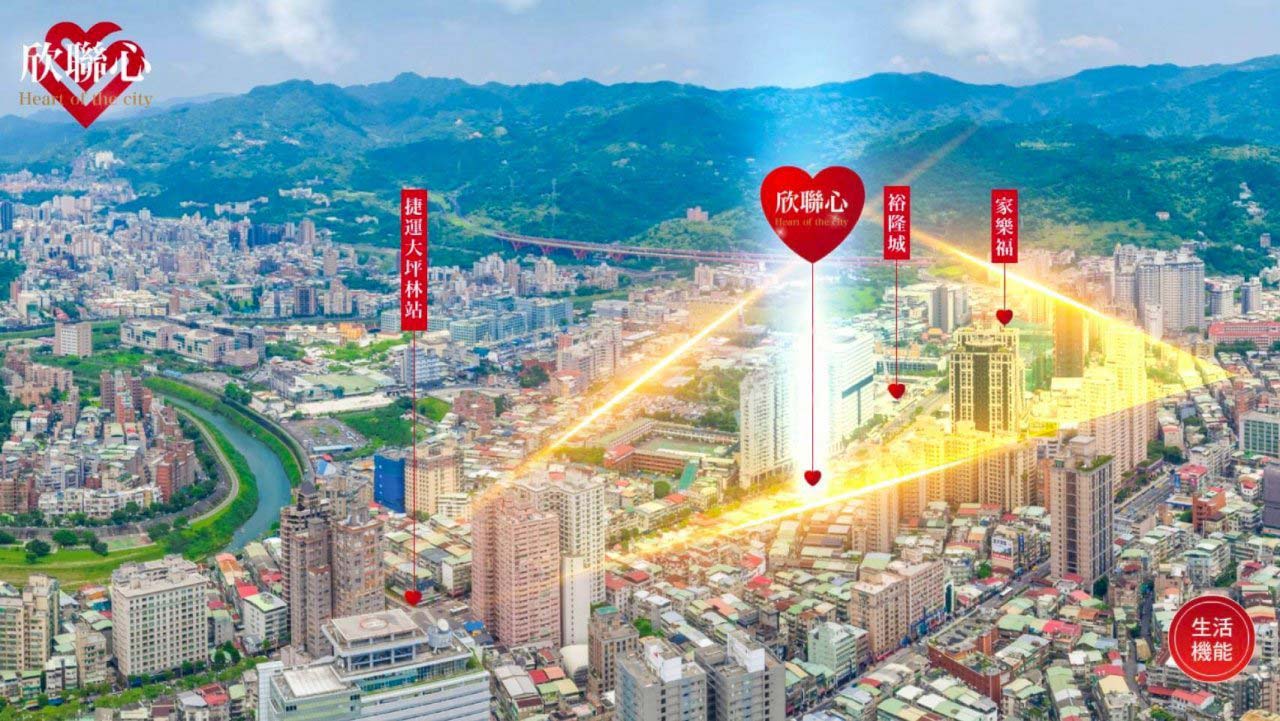 欣聯心
Heart of the city
捷運大坪林站
欣聯心
Heart of the city
裕隆城
家樂福
生活
機能